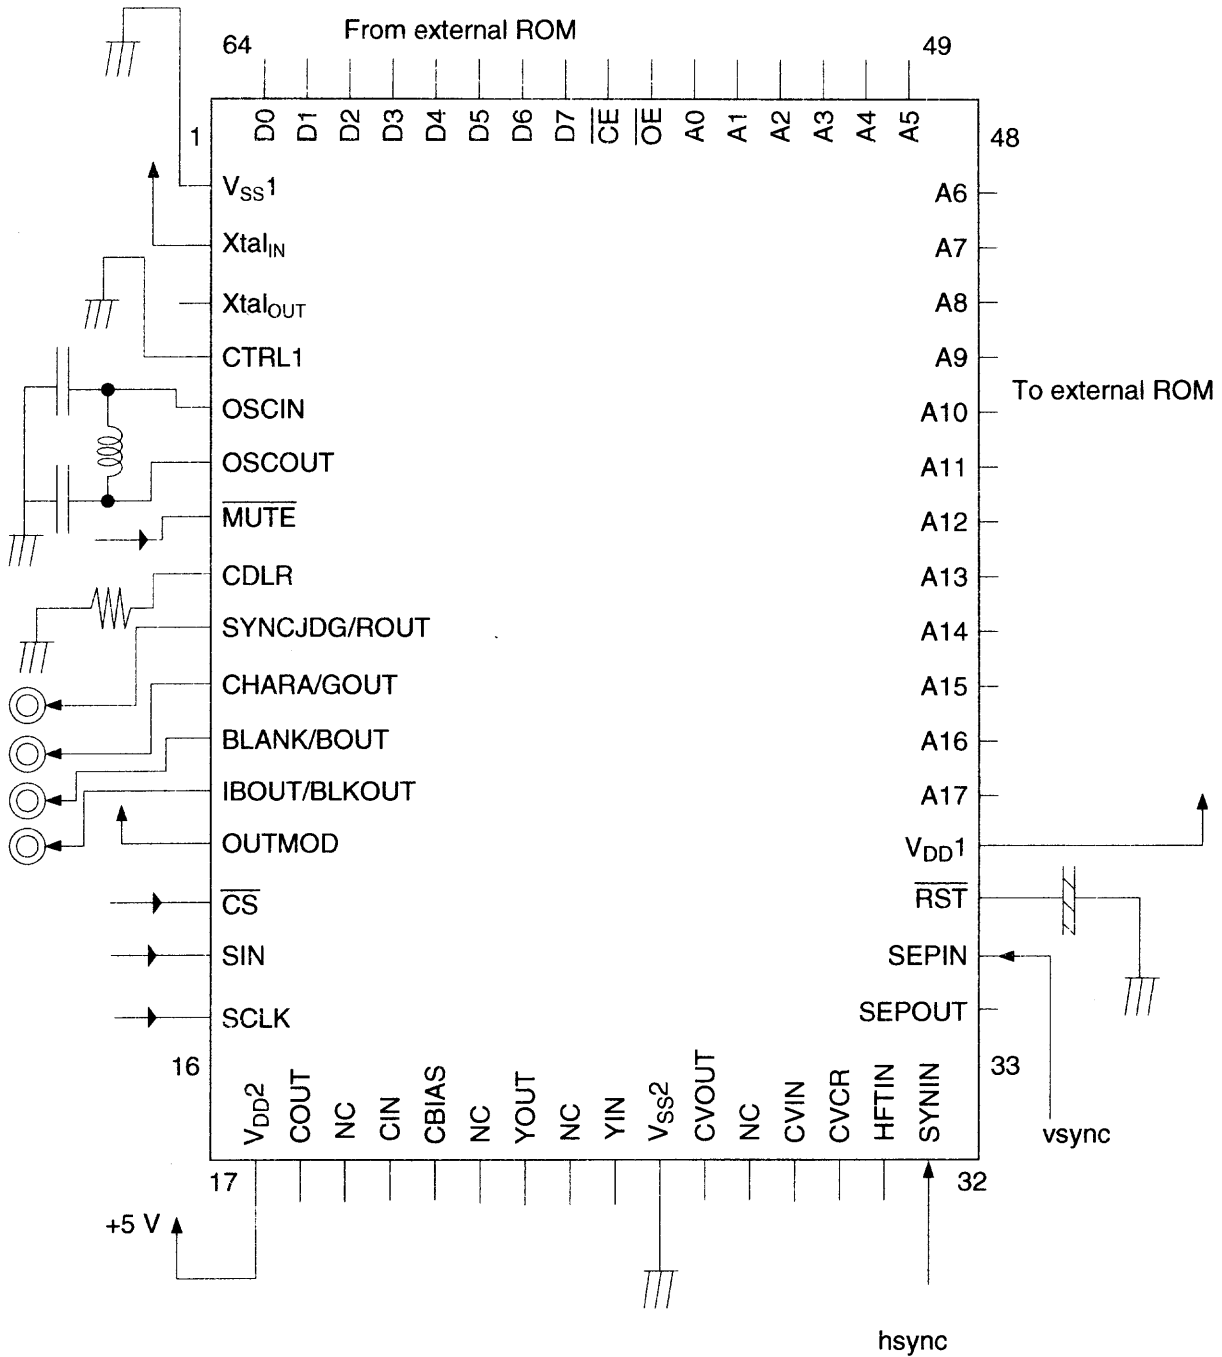 From external ROM
64
49
D0
D1
D2
D3
D4
D5
D6
D7
CE
OE
A0
A1
A2
A3
A4
A5
1
48
VSS1
XtalIN
XtalOUT
CTRL1
OSCIN
OSCOUT
MUTE
CDLR
SYNCJDG/ROUT
CHARA/GOUT
BLANK/BOUT
IBOUT/BLKOUT
OUTMOD
CS
SIN
SCLK
A6
A7
A8
A9
To external ROM
A10
A11
A12
A13
A14
A15
A16
A17
VDD1
RST
SEPIN
SEPOUT
16
33
VDD2
COUT
NC
CIN
CBIAS
NC
YOUT
NC
YIN
VSS2
CVOUT
NC
CVIN
CVCR
HFTIN
SYNIN
vsync
17
32
+5 V
hsync